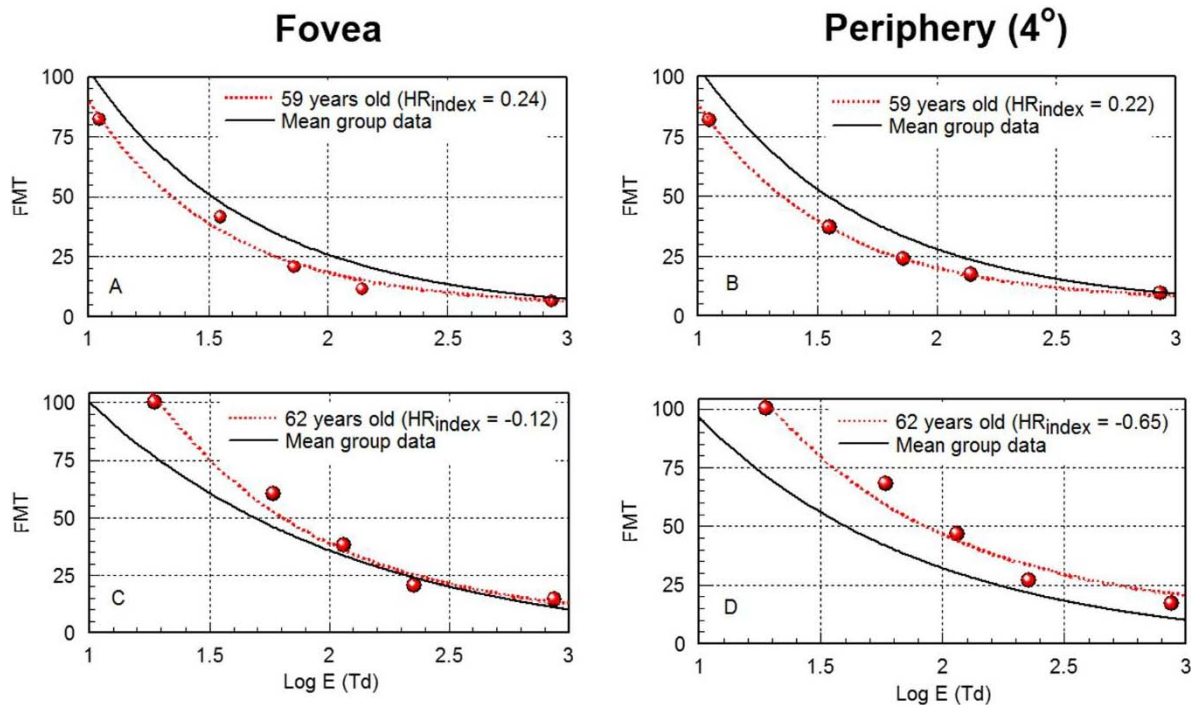 Fovea
Periphery (4°)
100
75
50
25
0
FMT
59 years old (HRindex = 0.24)
Mean group data
A
1
1.5
2
2.5
3
100
75
50
25
0
FMT
59 years old (HRindex = 0.22)
Mean group data
B
1
1.5
2
2.5
3
100
75
50
25
0
FMT
62 years old (HRindex = -0.12)
Mean group data
C
1
1.5
2
2.5
3
Log E (Td)
100
75
50
25
0
FMT
62 years old (HRindex = -0.65)
Mean group data
D
1
1.5
2
2.5
3
Log E (Td)